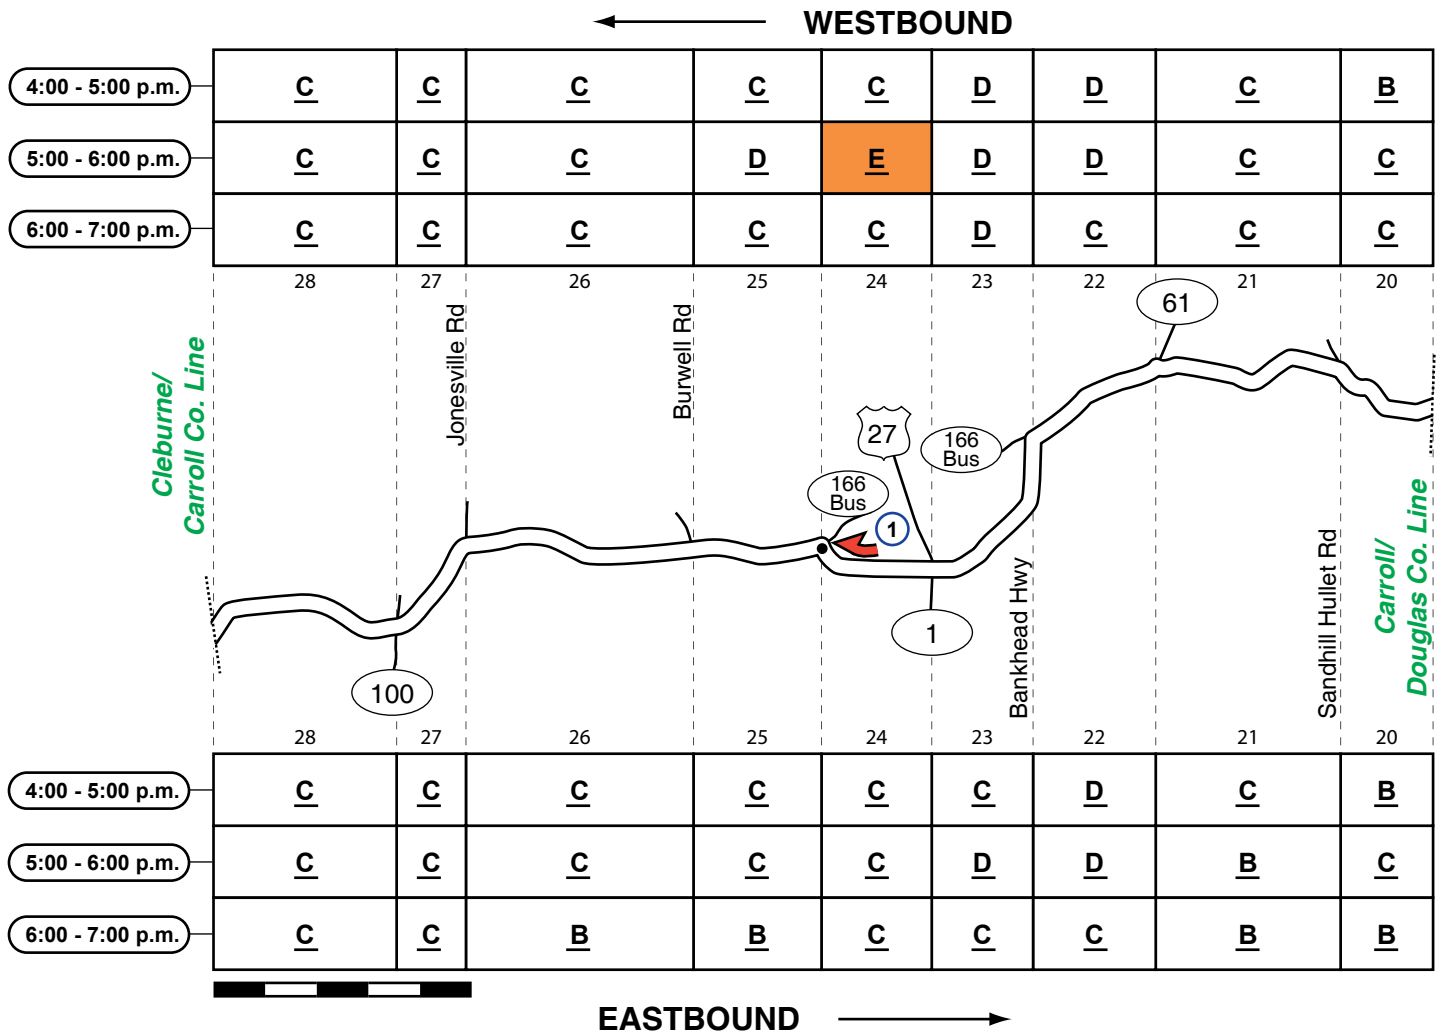 WESTBOUND
4:00 - 5:00 p.m. C C C C C D D C B
5:00 - 6:00 p.m. C C C D E D D C C
6:00 - 7:00 p.m. C C C C C D C C C
28 27 26 25 24 23 22 21 20
Cleburne/
Carroll Co. Line
Jonesville Rd
Burwell Rd
166
Bus
1
27
166
Bus
61
100
1
Bankhead Hwy
Sandhill Hullet Rd
Carroll/
Douglas Co. Line
28 27 26 25 24 23 22 21 20
4:00 - 5:00 p.m. C C C C C C D C B
5:00 - 6:00 p.m. C C C C C D D B C
6:00 - 7:00 p.m. C C B B C C C B B
EASTBOUND